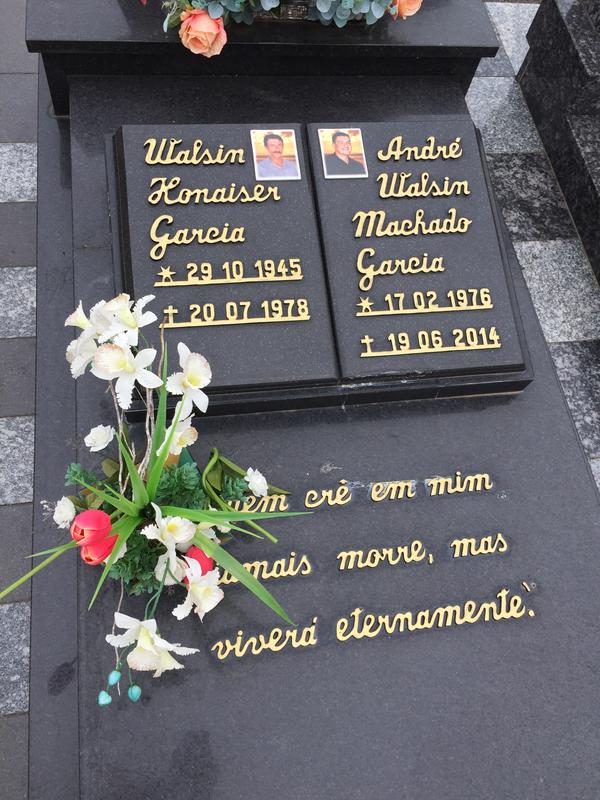 Walsin
Honaiser
Garcia
29 10 1945
20 07 1978
André
Walsin
Machado
Garcia
17 02 1976
19 06 2014
crê em mim
morre, mas
viverá eternamente!